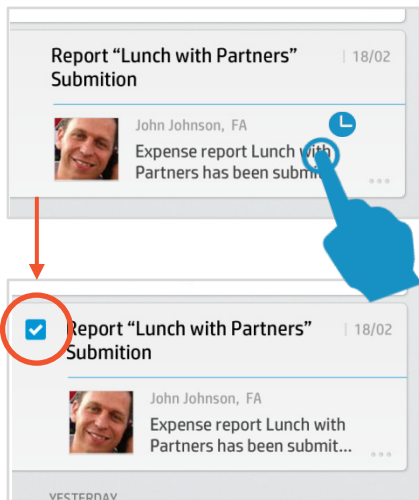 Report “Lunch with Partners” | 18/02
Submition
John Johnson, FA
Expense report Lunch with
Partners has been submi
Report “Lunch with Partners” | 18/02
Submition
John Johnson, FA
Expense report Lunch with
Partners has been submit...
YESTERDAY